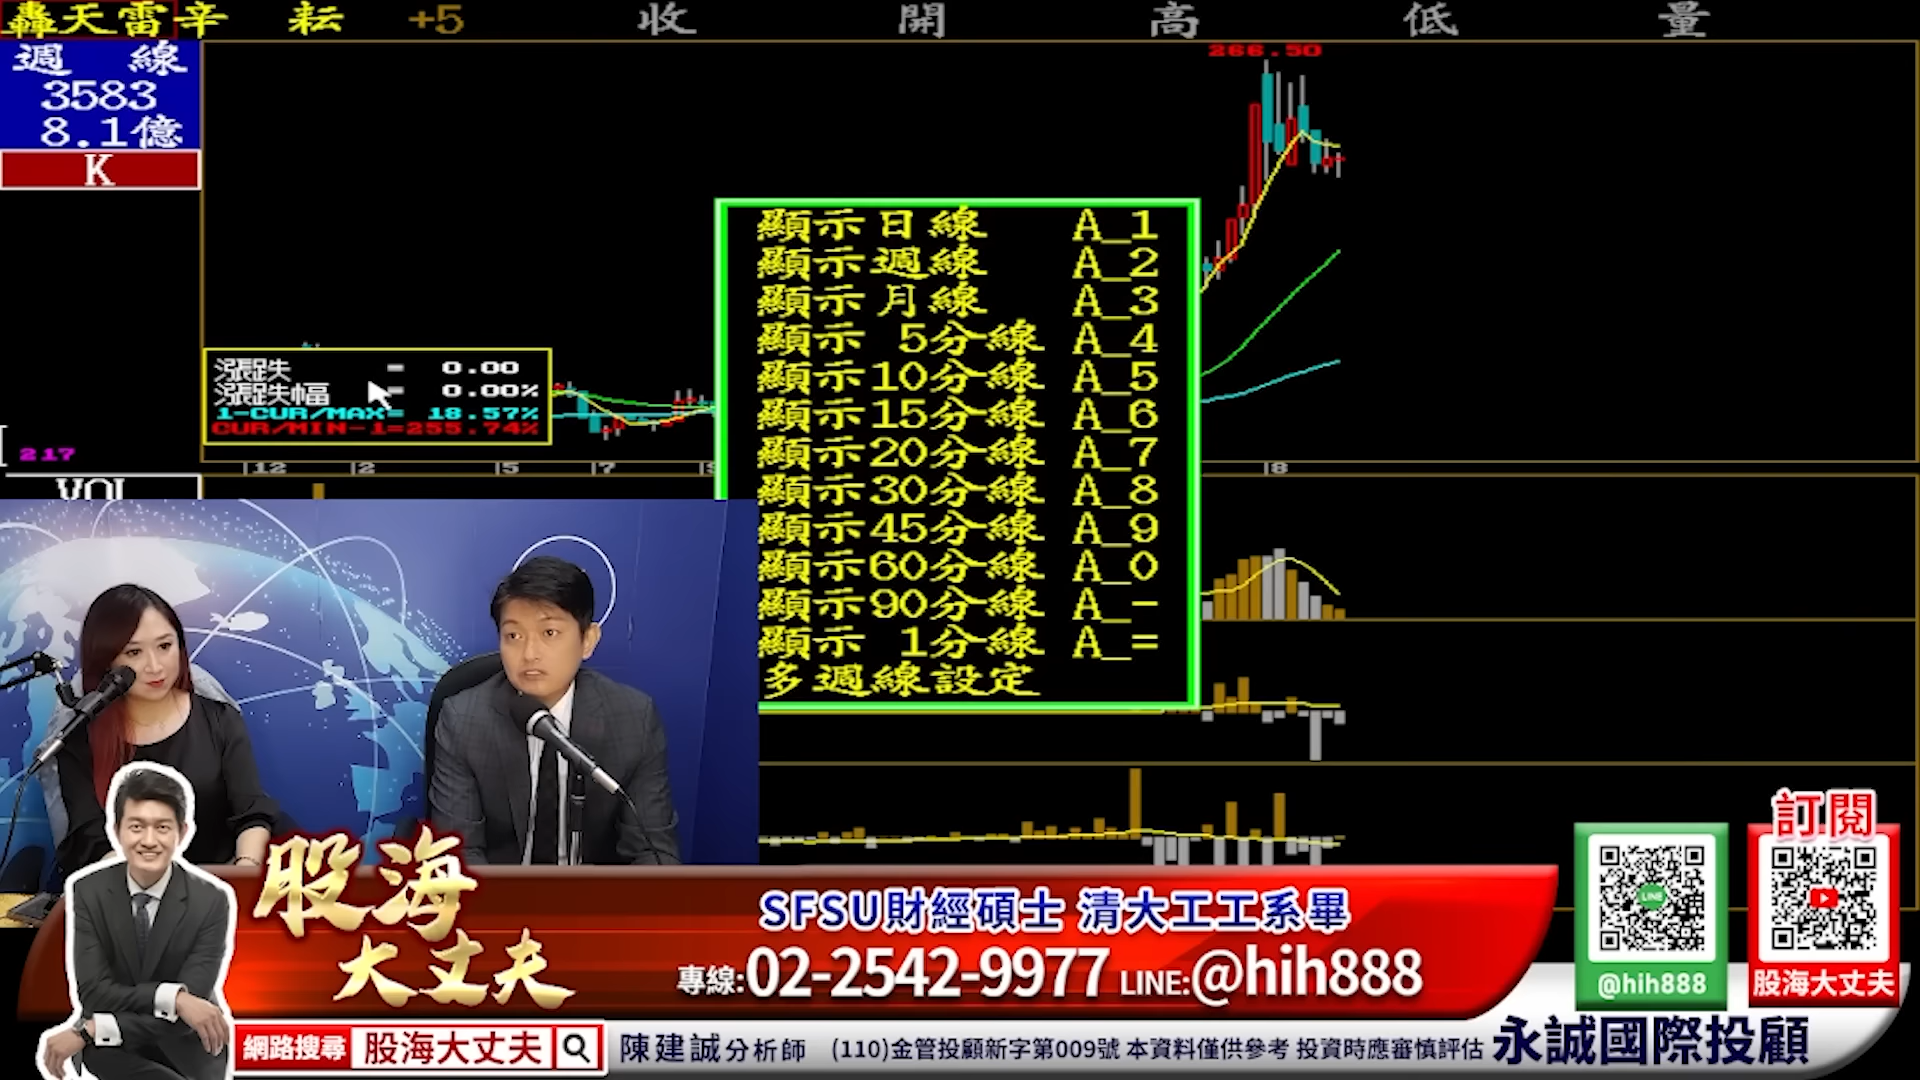 轟天雷辛 耘 +5 收 開 高 低 量
週 線
3583
8.1億
K
266.50
顯示日線 A_1
顯示週線 A_2
顯示月線 A_3
顯示 5分線 A_4
顯示10分線 A_5
顯示15分線 A_6
顯示20分線 A_7
顯示30分線 A_8
顯示45分線 A_9
顯示60分線 A_0
顯示90分線 A_-
顯示 1分線 A_=
多週線設定
漲跌 = 0.00
漲跌幅 = 0.00%
1-CUR/MAX= 18.57%
CUR/MIN-1=255.74%
217
12 2 5 7 8
VOL
股海
大丈夫
SFSU財經碩士 清大工工系畢
專線:02-2542-9977 LINE:@hih888
網路搜尋 股海大丈夫
陳建誠分析師 (110)金管投顧新字第009號 本資料僅供參考 投資時應審慎評估 永誠國際投顧
LINE
@hih888
訂閱
股海大丈夫